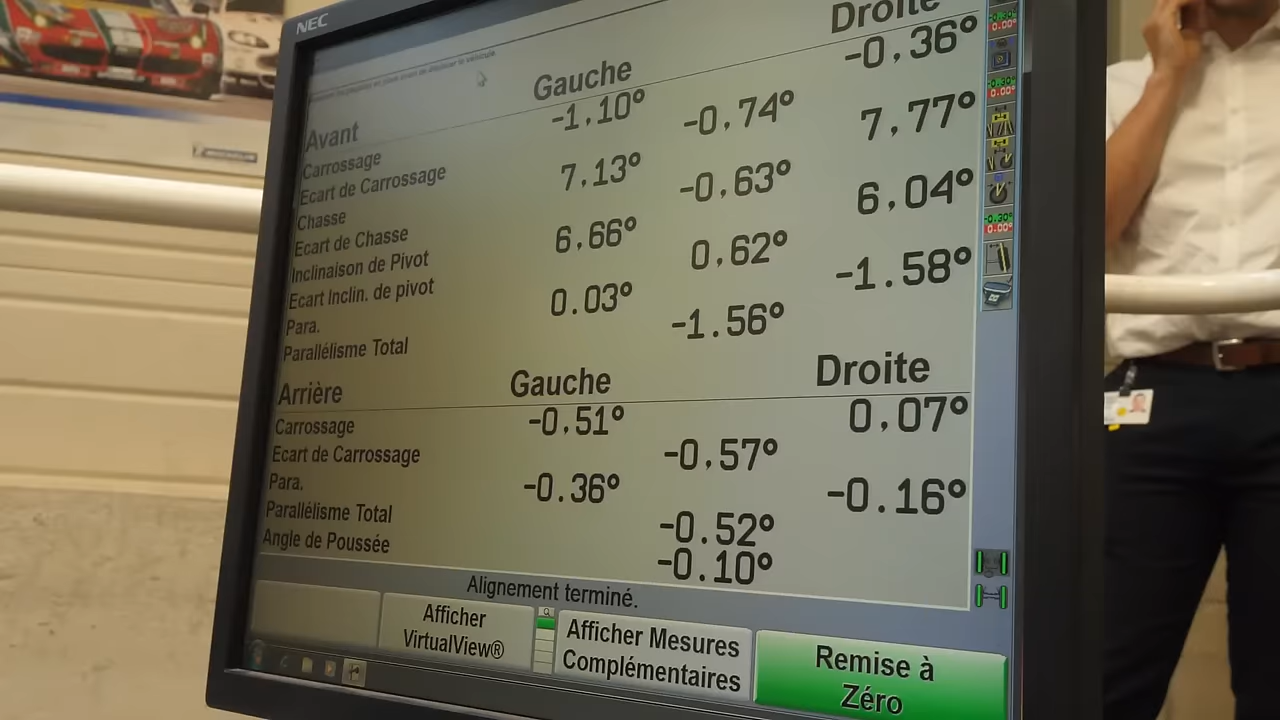 NEC
Gauche Droite
Avant
Carrossage -1.10° -0.36°
Ecart de Carrossage -0.74°
Chasse 7.13° 7.77°
Ecart de Chasse -0.63°
Inclinaison de Pivot 6.66° 6.04°
Ecart Inclin. de pivot 0.62°
Para. 0.03° -1.58°
Parallélisme Total -1.56°
Arrière Gauche Droite
Carrossage -0.51° 0.07°
Ecart de Carrossage -0.57°
Para. -0.36° -0.16°
Parallélisme Total -0.52°
Angle de Poussée -0.10°
Alignement terminé.
Afficher
VirtualView®
Afficher Mesures
Complémentaires
Remise à
Zéro